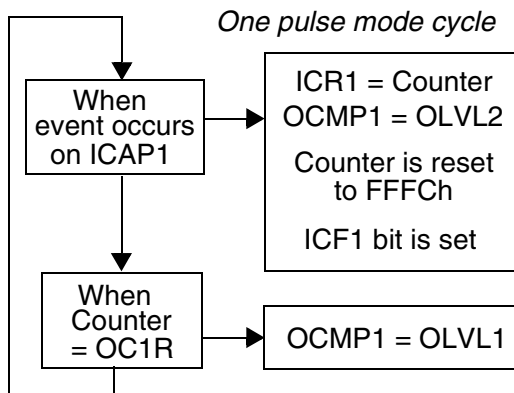 One pulse mode cycle
When
event occurs
on ICAP1
ICR1 = Counter
OCMP1 = OLVL2
Counter is reset
to FFFCh
ICF1 bit is set
When
Counter
= OC1R
OCMP1 = OLVL1